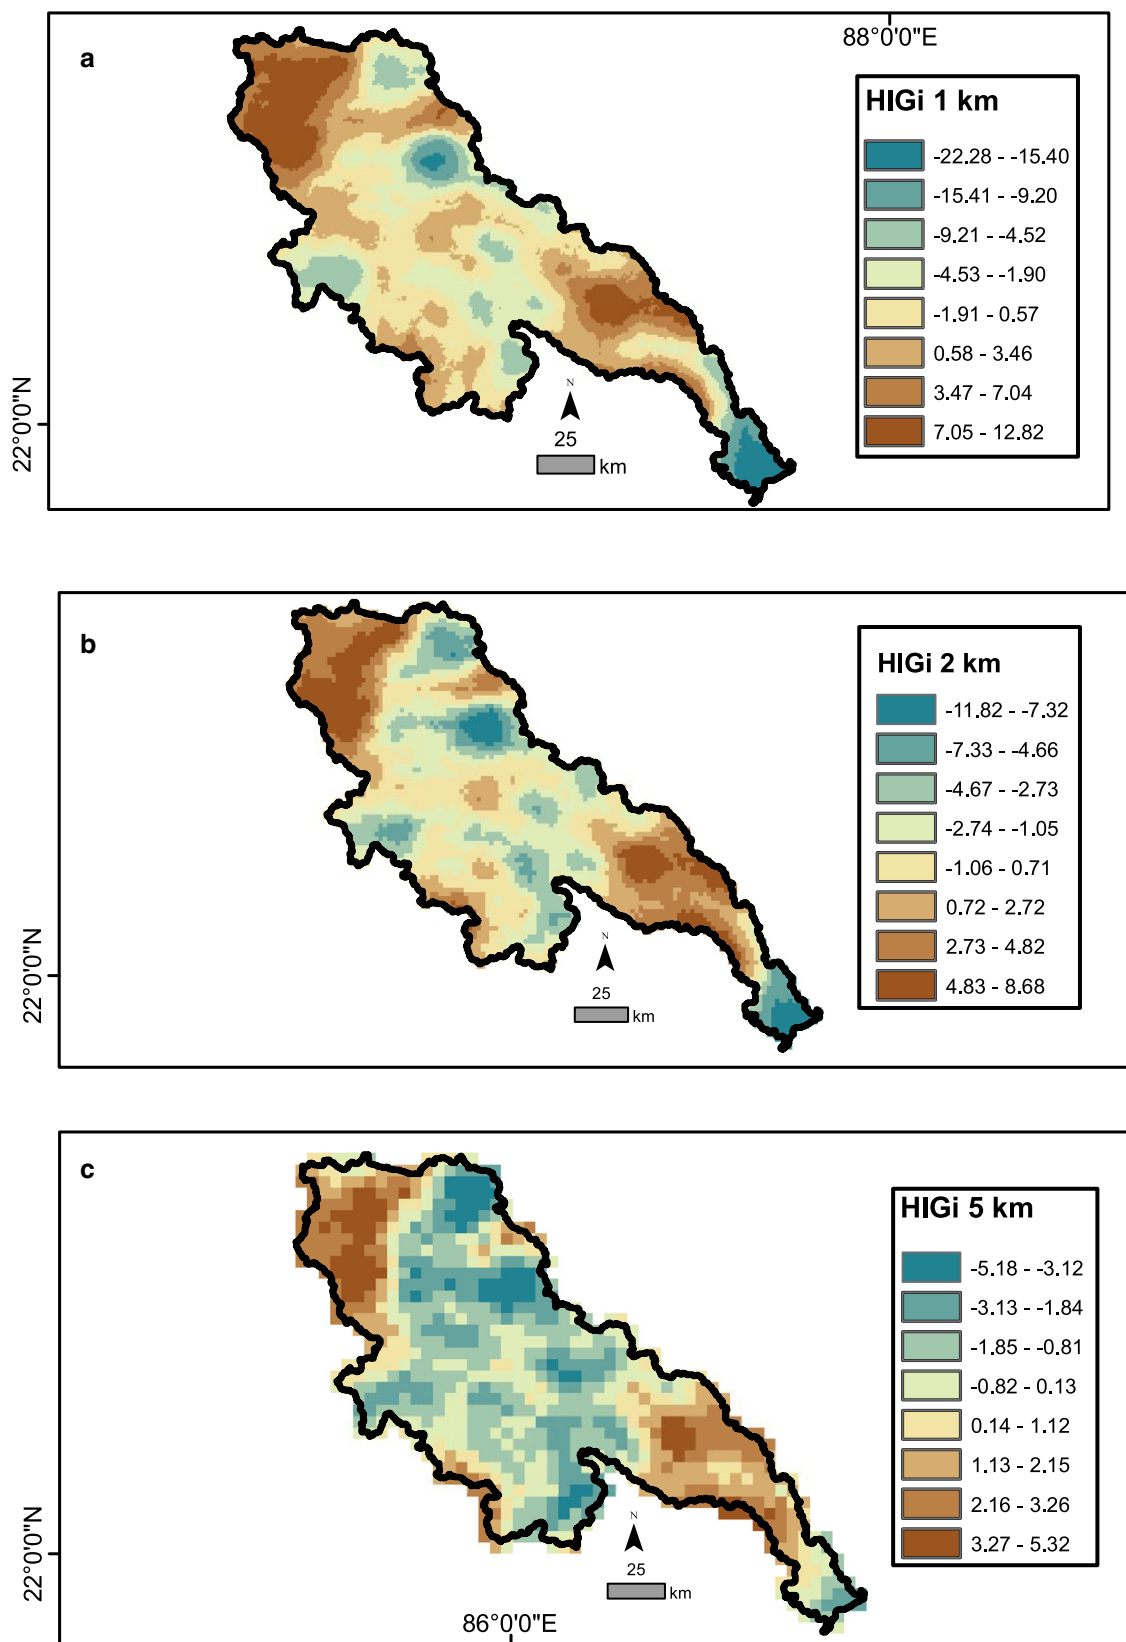 a
88°0'0"E
HIGi 1 km
-22.28 - -15.40
-15.41 - -9.20
-9.21 - -4.52
-4.53 - -1.90
-1.91 - 0.57
0.58 - 3.46
3.47 - 7.04
7.05 - 12.82
22°0'0"N
N
25
km
b
HIGi 2 km
-11.82 - -7.32
-7.33 - -4.66
-4.67 - -2.73
-2.74 - -1.05
-1.06 - 0.71
0.72 - 2.72
2.73 - 4.82
4.83 - 8.68
22°0'0"N
N
25
km
c
HIGi 5 km
-5.18 - -3.12
-3.13 - -1.84
-1.85 - -0.81
-0.82 - 0.13
0.14 - 1.12
1.13 - 2.15
2.16 - 3.26
3.27 - 5.32
22°0'0"N
N
25
km
86°0'0"E